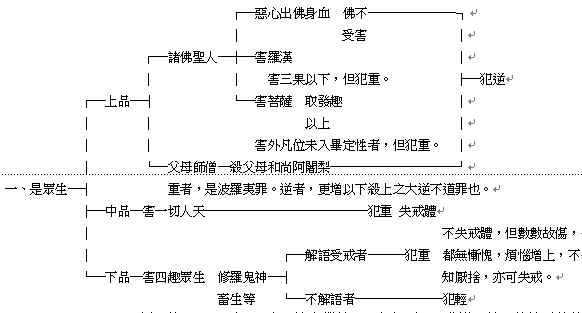 惡心出佛身血 佛不
受害
諸佛聖人 害羅漢
害三果以下，但犯重。 犯逆
上品 害菩薩 取發趣
以上
害外凡位未入畢定性者，但犯重。
父母師僧 殺父母和尚阿闍梨
一、是眾生 重者，是波羅夷罪。逆者，更增以下殺上之大逆不道罪也。
中品 害一切人天 犯重 失戒體
不失戒體，但數數故傷，
解語受戒者 犯重 都無慚愧，煩惱增上，不
下品 害四趣眾生 修羅鬼神 知厭捨，亦可失戒。
畜生等 不解語者 犯輕